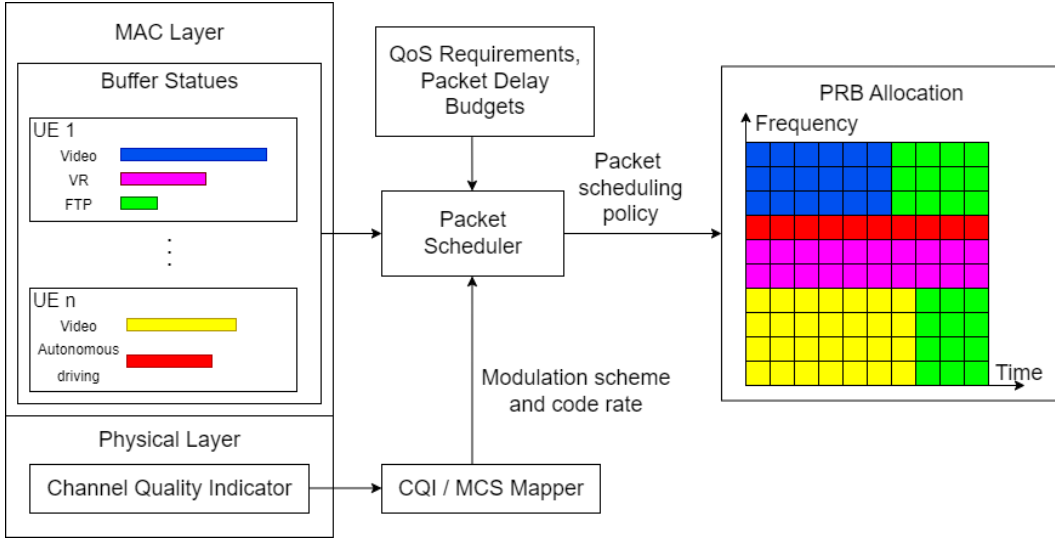 MAC Layer
Buffer Statues
UE 1
Video
VR
FTP
UE n
Video
Autonomous
driving
Physical Layer
Channel Quality Indicator
QoS Requirements,
Packet Delay
Budgets
Packet
Scheduler
Modulation scheme
and code rate
CQI / MCS Mapper
Packet
scheduling
policy
PRB Allocation
Frequency
Time